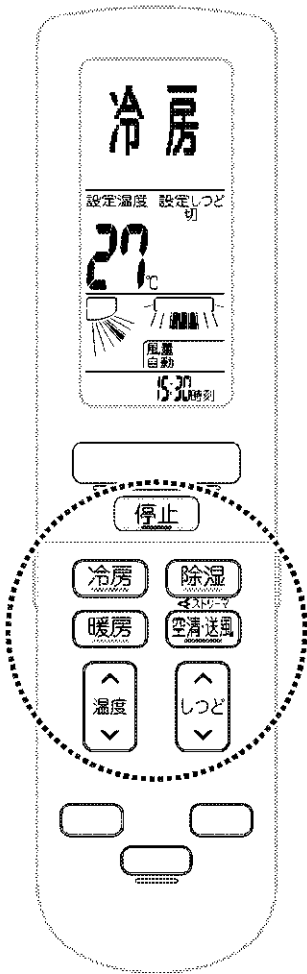 冷房
設定温度 設定しつど
切
27℃
風量
自動
15:30時刻
停止
冷房 除湿
ストリーマ
暖房 空清・送風
温度 しつど